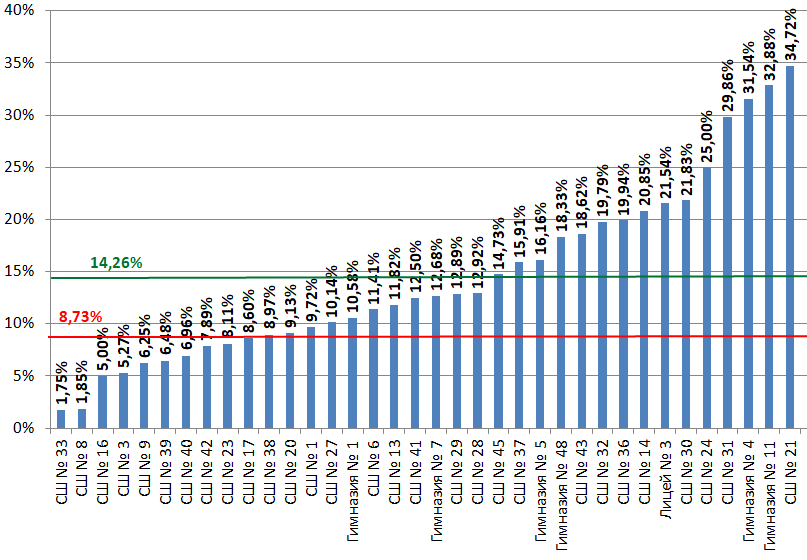 40%
35%
30%
25%
20%
15%
10%
5%
0%
14,26%
8,73%
1,75%
1,85%
5,00%
5,27%
6,25%
6,48%
6,96%
7,89%
8,11%
8,60%
8,97%
9,13%
9,72%
10,14%
10,58%
11,41%
11,82%
12,50%
12,68%
12,89%
12,92%
14,73%
15,91%
16,16%
18,33%
18,62%
19,79%
19,94%
20,85%
21,54%
21,83%
25,00%
29,86%
31,54%
32,88%
34,72%
СШ № 33
СШ № 8
СШ № 16
СШ № 3
СШ № 9
СШ № 39
СШ № 40
СШ № 42
СШ № 23
СШ № 17
СШ № 38
СШ № 20
СШ № 1
СШ № 27
Гимназия № 1
СШ № 6
СШ № 13
СШ № 41
Гимназия № 7
СШ № 29
СШ № 28
СШ № 45
СШ № 37
Гимназия № 5
Гимназия № 48
СШ № 43
СШ № 32
СШ № 36
СШ № 14
Лицей № 3
СШ № 30
СШ № 24
СШ № 31
Гимназия № 4
Гимназия № 11
СШ № 21